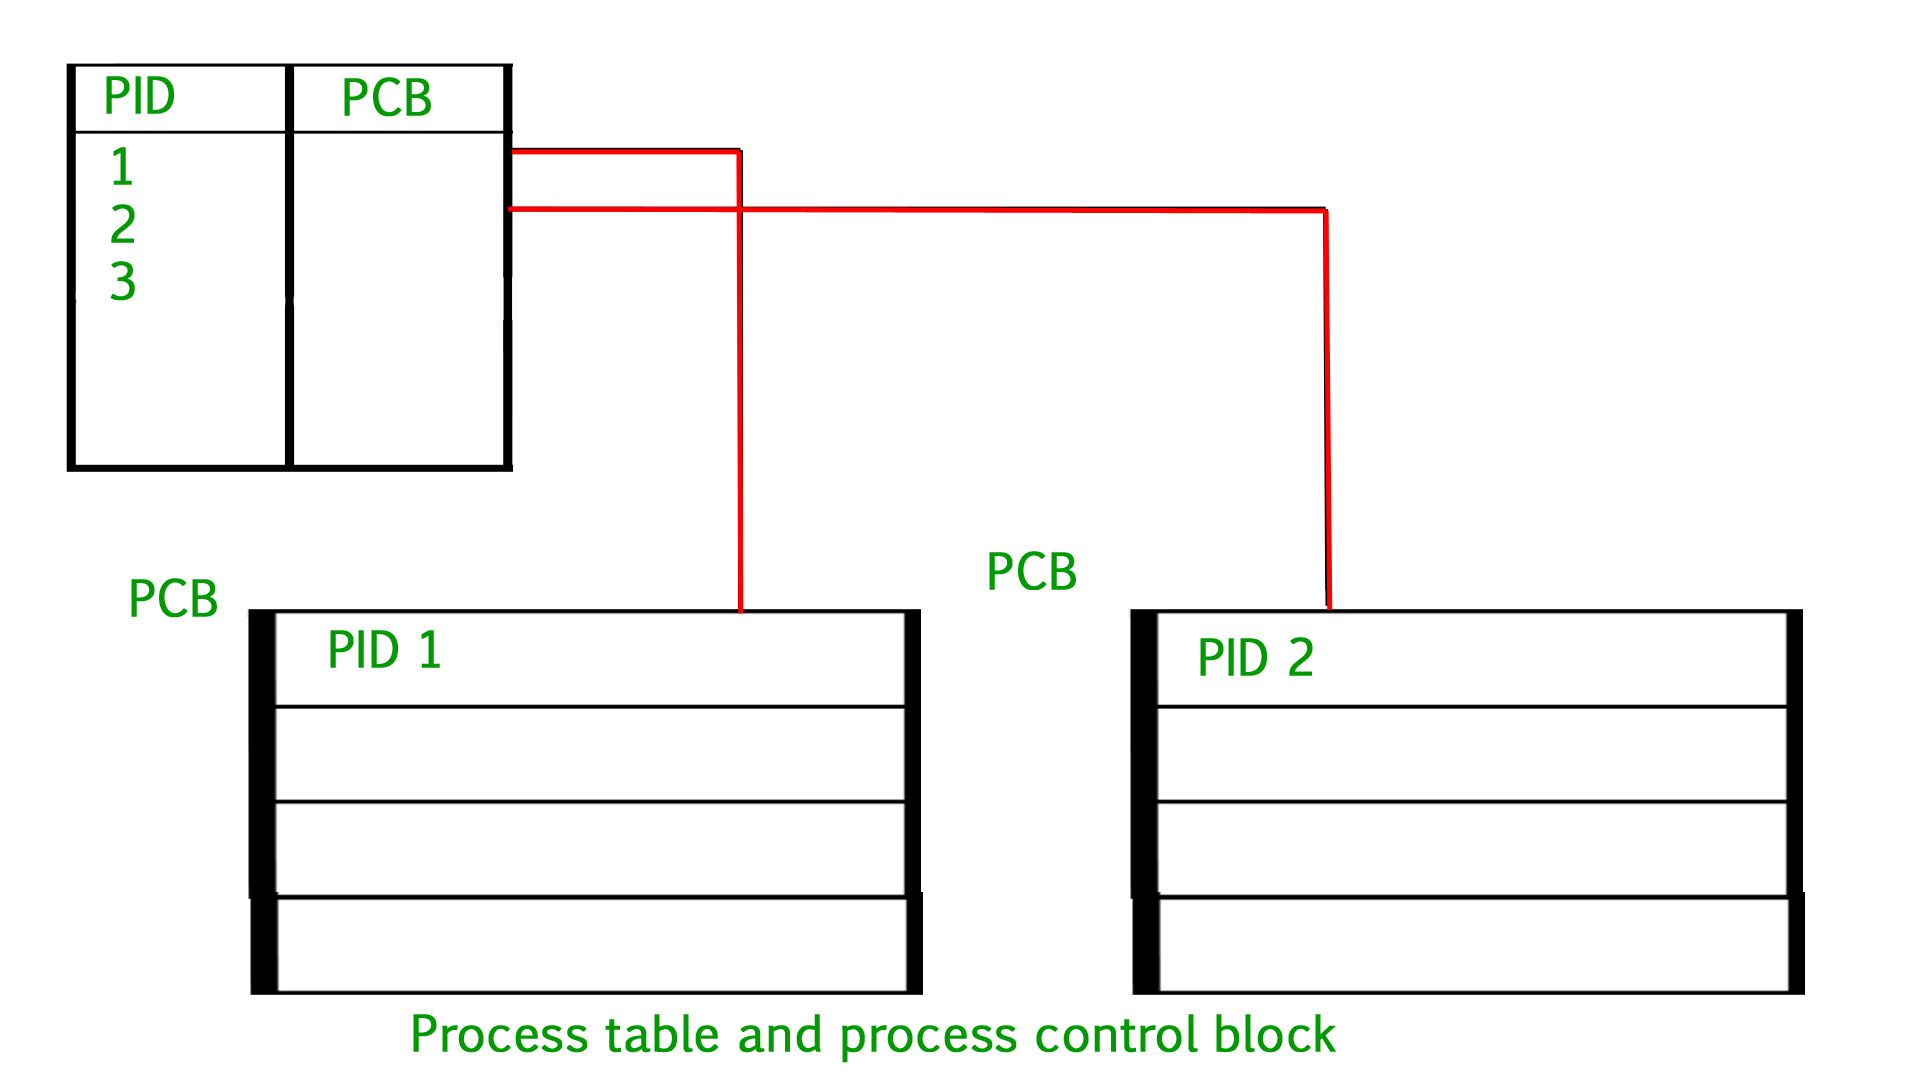 PID PCB
1
2
3
PCB
PCB
PID 1
PID 2
Process table and process control block